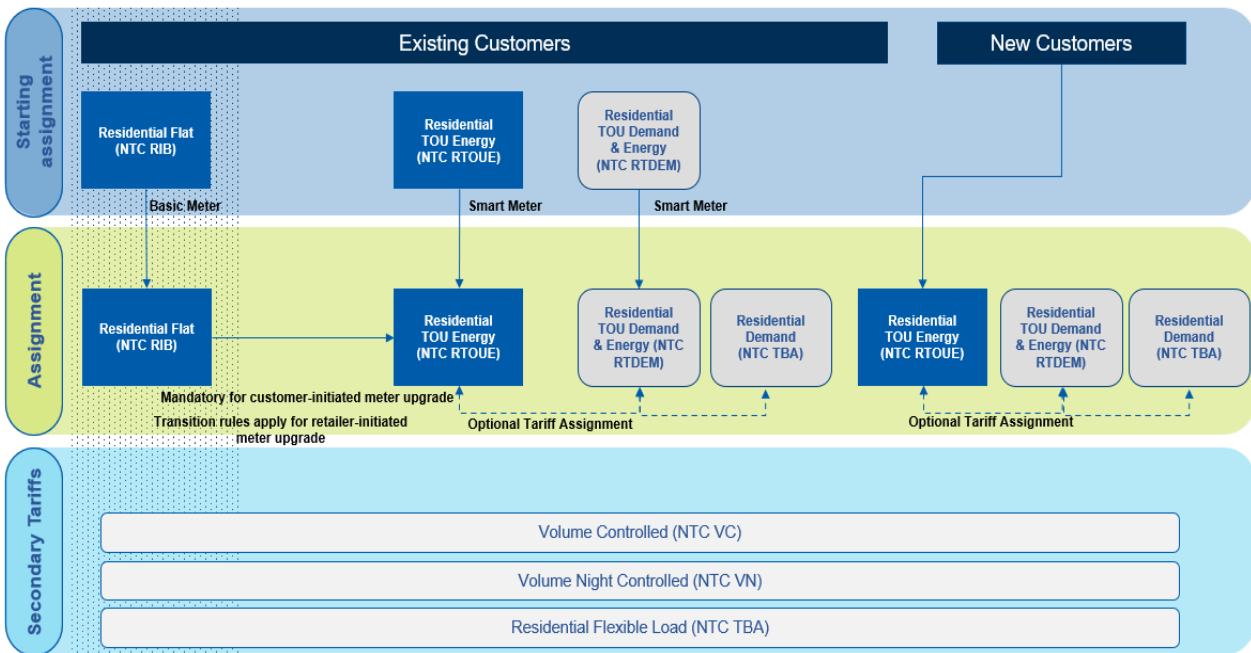 Starting
assignment
Existing Customers
New Customers
Residential Flat
(NTC RIB)
Residential
TOU Energy
(NTC RTOUE)
Residential
TOU Demand
& Energy
(NTC RTDEM)
Basic Meter
Smart Meter
Smart Meter
Assignment
Residential Flat
(NTC RIB)
Residential
TOU Energy
(NTC RTOUE)
Residential
TOU Demand
& Energy (NTC
RTDEM)
Residential
Demand
(NTC TBA)
Residential
TOU Energy
(NTC RTOUE)
Residential
TOU Demand
& Energy (NTC
RTDEM)
Residential
Demand
(NTC TBA)
Mandatory for customer-initiated meter upgrade
Transition rules apply for retailer-initiated
meter upgrade
Optional Tariff Assignment
Optional Tariff Assignment
Secondary Tariffs
Volume Controlled (NTC VC)
Volume Night Controlled (NTC VN)
Residential Flexible Load (NTC TBA)